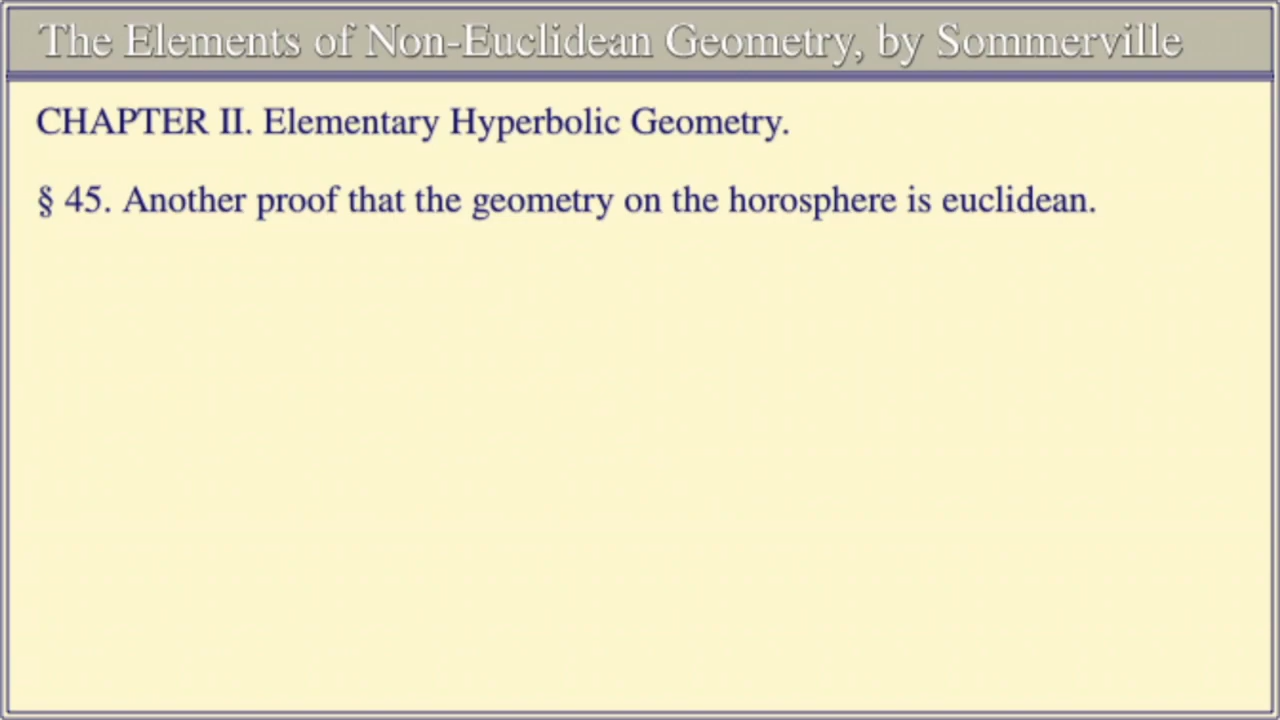 The Elements of Non-Euclidean Geometry, by Sommerville
CHAPTER II. Elementary Hyperbolic Geometry.
§ 45. Another proof that the geometry on the horosphere is euclidean.